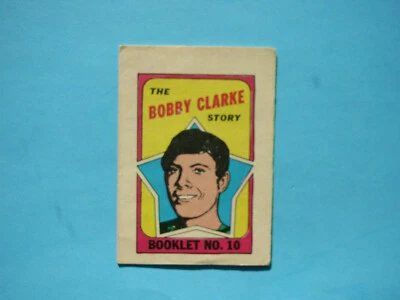 THE
BOBBY CLARKE
STORY
BOOKLET NO. 10